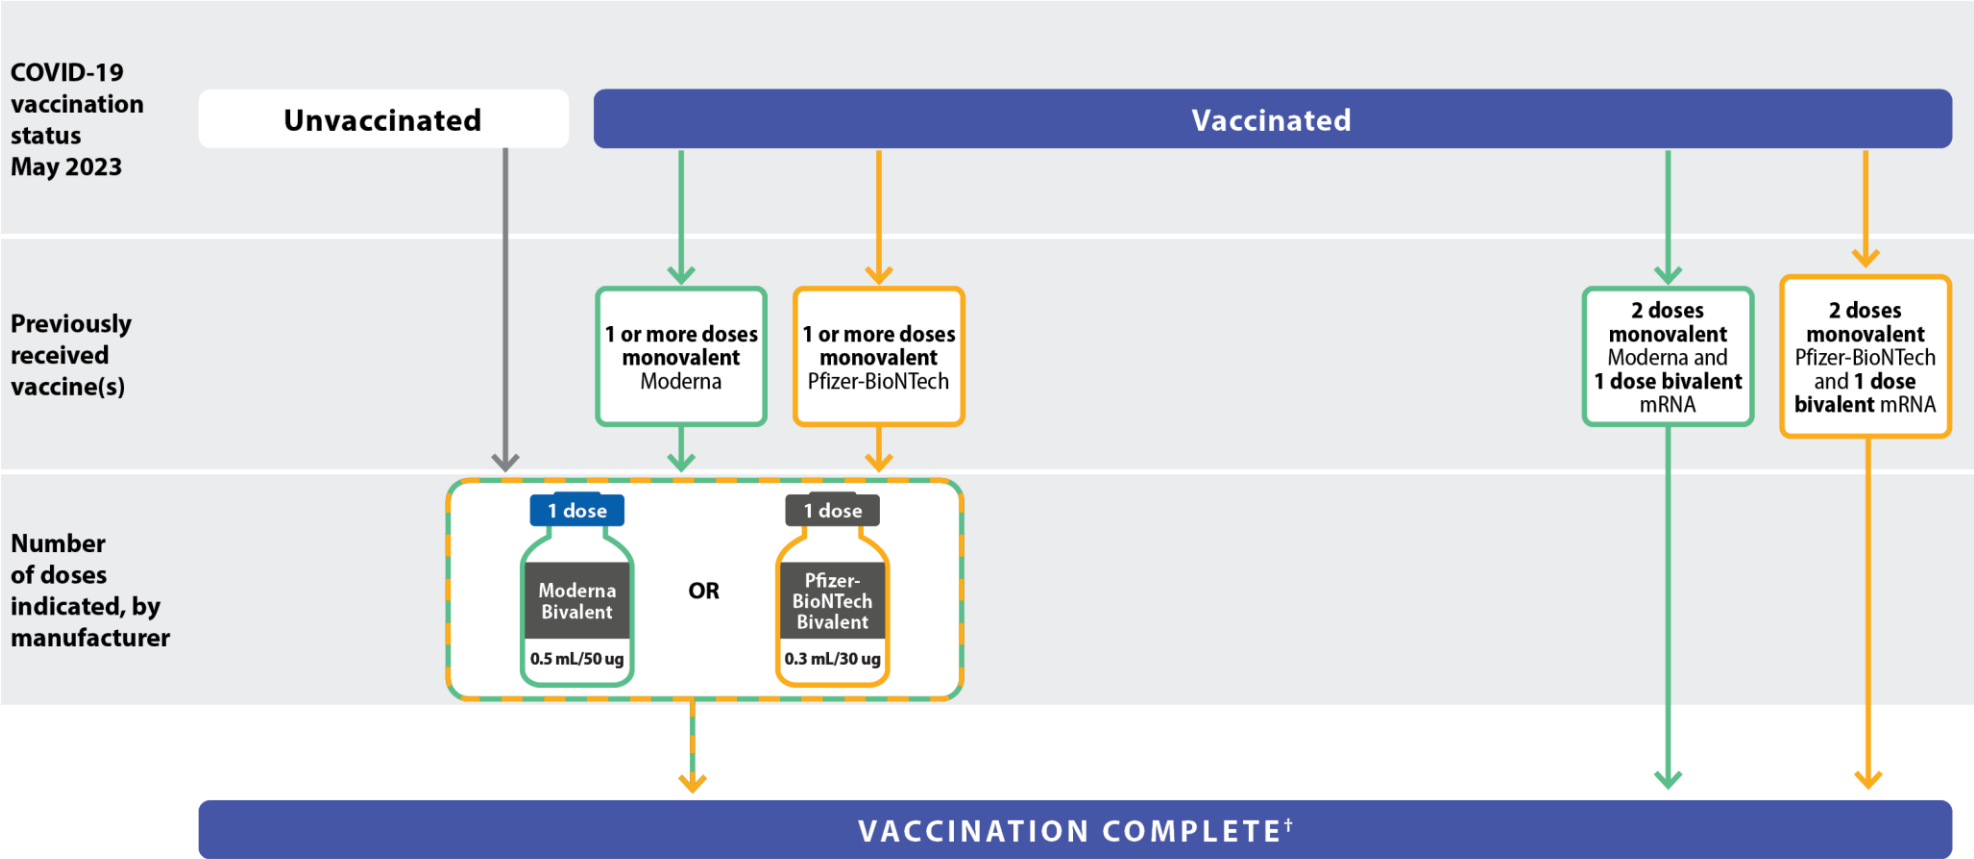 COVID-19
vaccination
status
May 2023
Unvaccinated
Vaccinated
Previously
received
vaccine(s)
1 or more doses
monovalent
Moderna
1 or more doses
monovalent
Pfizer-BioNTech
2 doses
monovalent
Moderna and
1 dose bivalent
mRNA
2 doses
monovalent
Pfizer-BioNTech
and 1 dose
bivalent mRNA
Number
of doses
indicated, by
manufacturer
1 dose
Moderna
Bivalent
0.5 mL/50 ug
OR
1 dose
Pfizer-
BioNTech
Bivalent
0.3 mL/30 ug
VACCINATION COMPLETE†